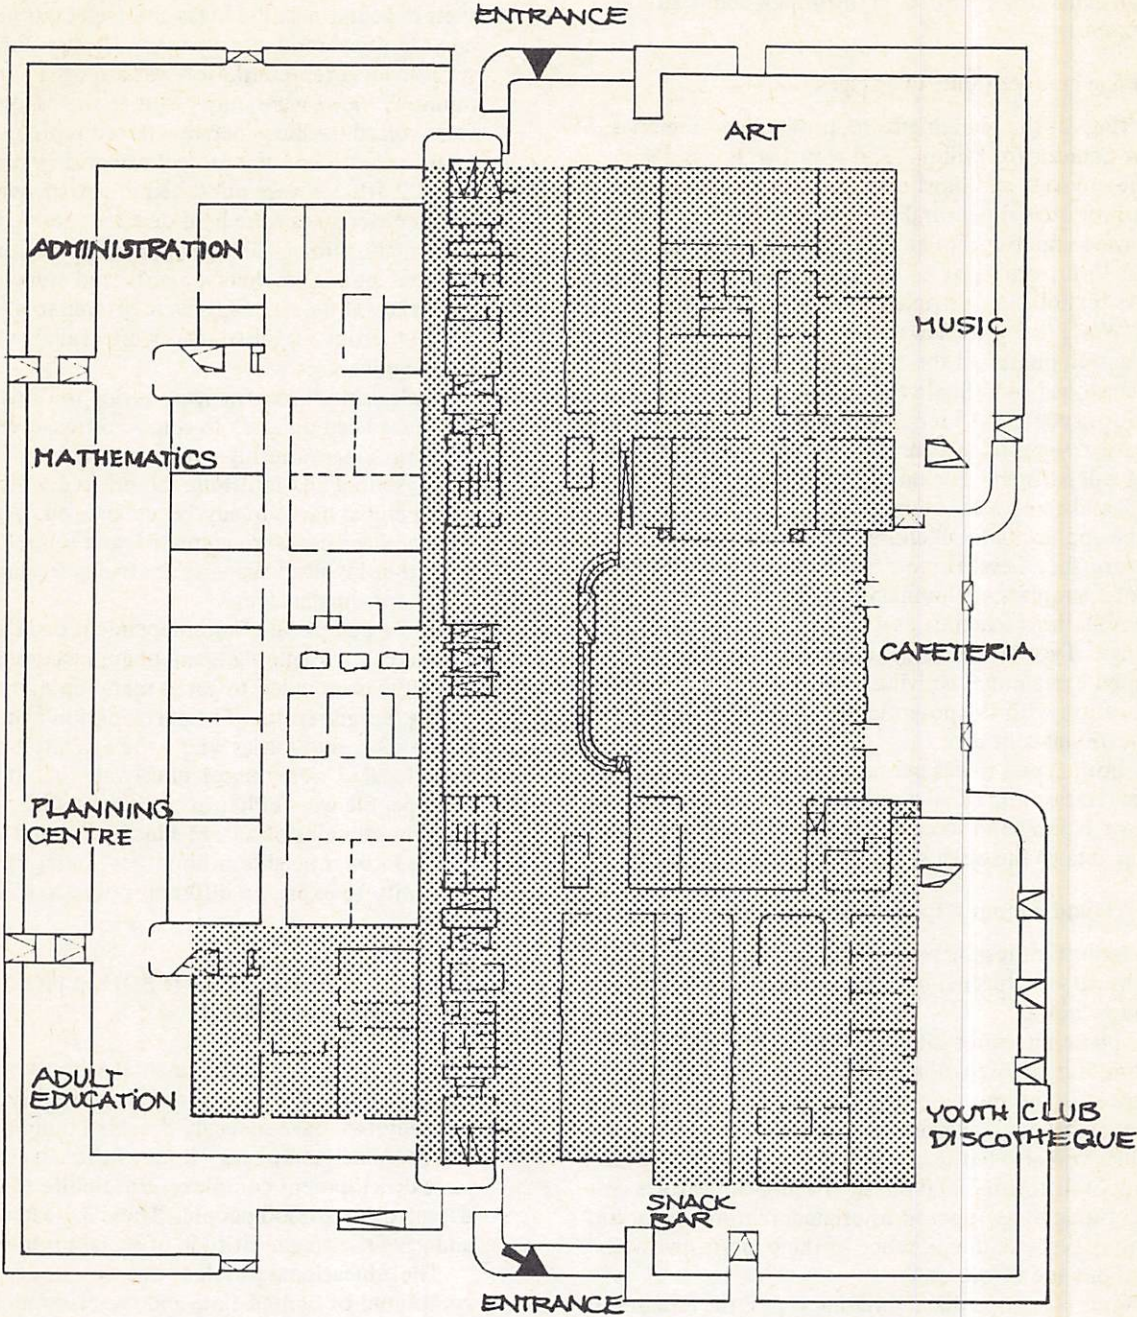 ENTRANCE
ART
ADMINISTRATION
MUSIC
MATHEMATICS
CAFETERIA
PLANNING
CENTRE
ADULT
EDUCATION
YOUTH CLUB
DISCOTHEQUE
SNACK
BAR
ENTRANCE